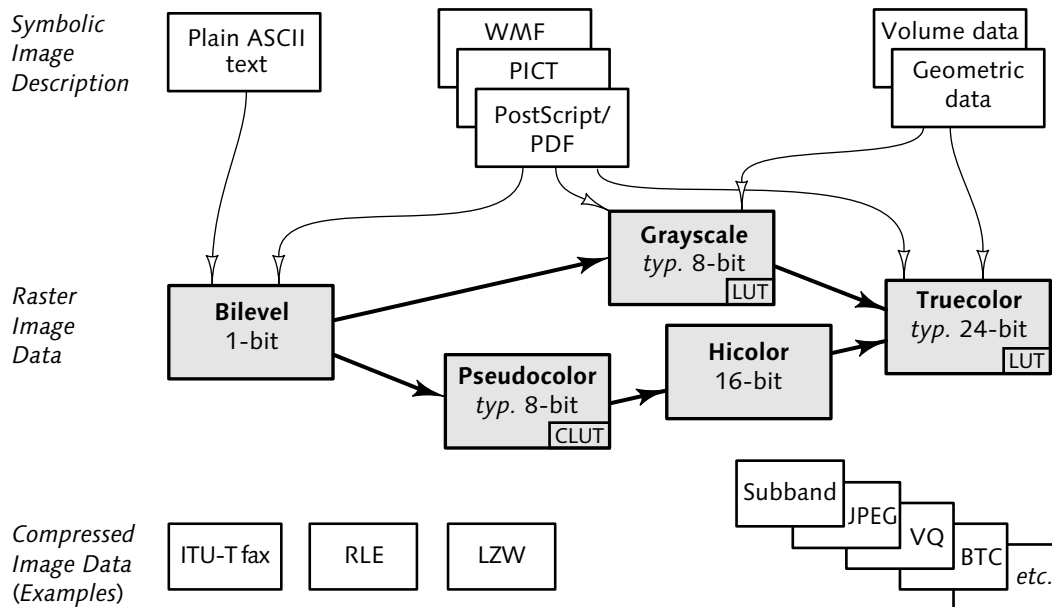 Symbolic
Image
Description
Plain ASCII
text
WMF
PICT
PostScript/
PDF
Volume data
Geometric
data
Raster
Image
Data
Bilevel
1-bit
Grayscale
typ. 8-bit
LUT
Truecolor
typ. 24-bit
LUT
Pseudocolor
typ. 8-bit
CLUT
Hicolor
16-bit
Compressed
Image Data
(Examples)
ITU-T fax
RLE
LZW
Subband
JPEG
VQ
BTC
etc.